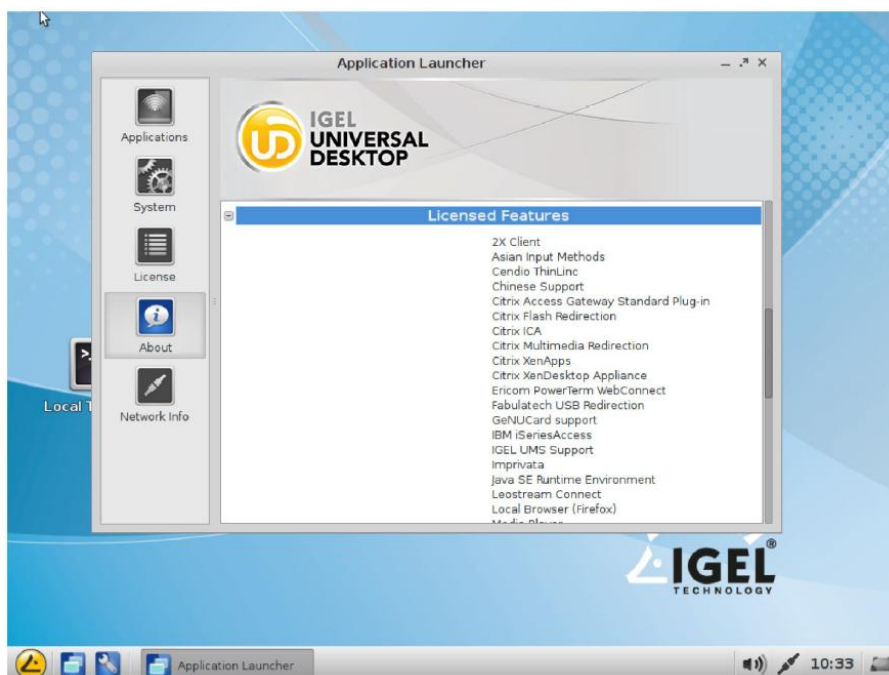 Application Launcher
Applications
System
License
About
Network Info
IGEL
UNIVERSAL
DESKTOP
Licensed Features
2X Client
Asian Input Methods
Cendio ThinLinc
Chinese Support
Citrix Access Gateway Standard Plug-in
Citrix Flash Redirection
Citrix ICA
Citrix Multimedia Redirection
Citrix XenApps
Citrix XenDesktop Appliance
Ericom PowerTerm WebConnect
Fabulatech USB Redirection
GeNUCard support
IBM iSeriesAccess
IGEL UMS Support
Imprivata
Java SE Runtime Environment
Leostream Connect
Local Browser (Firefox)
Media Player
Local T
IGEL®
TECHNOLOGY
Application Launcher
10:33